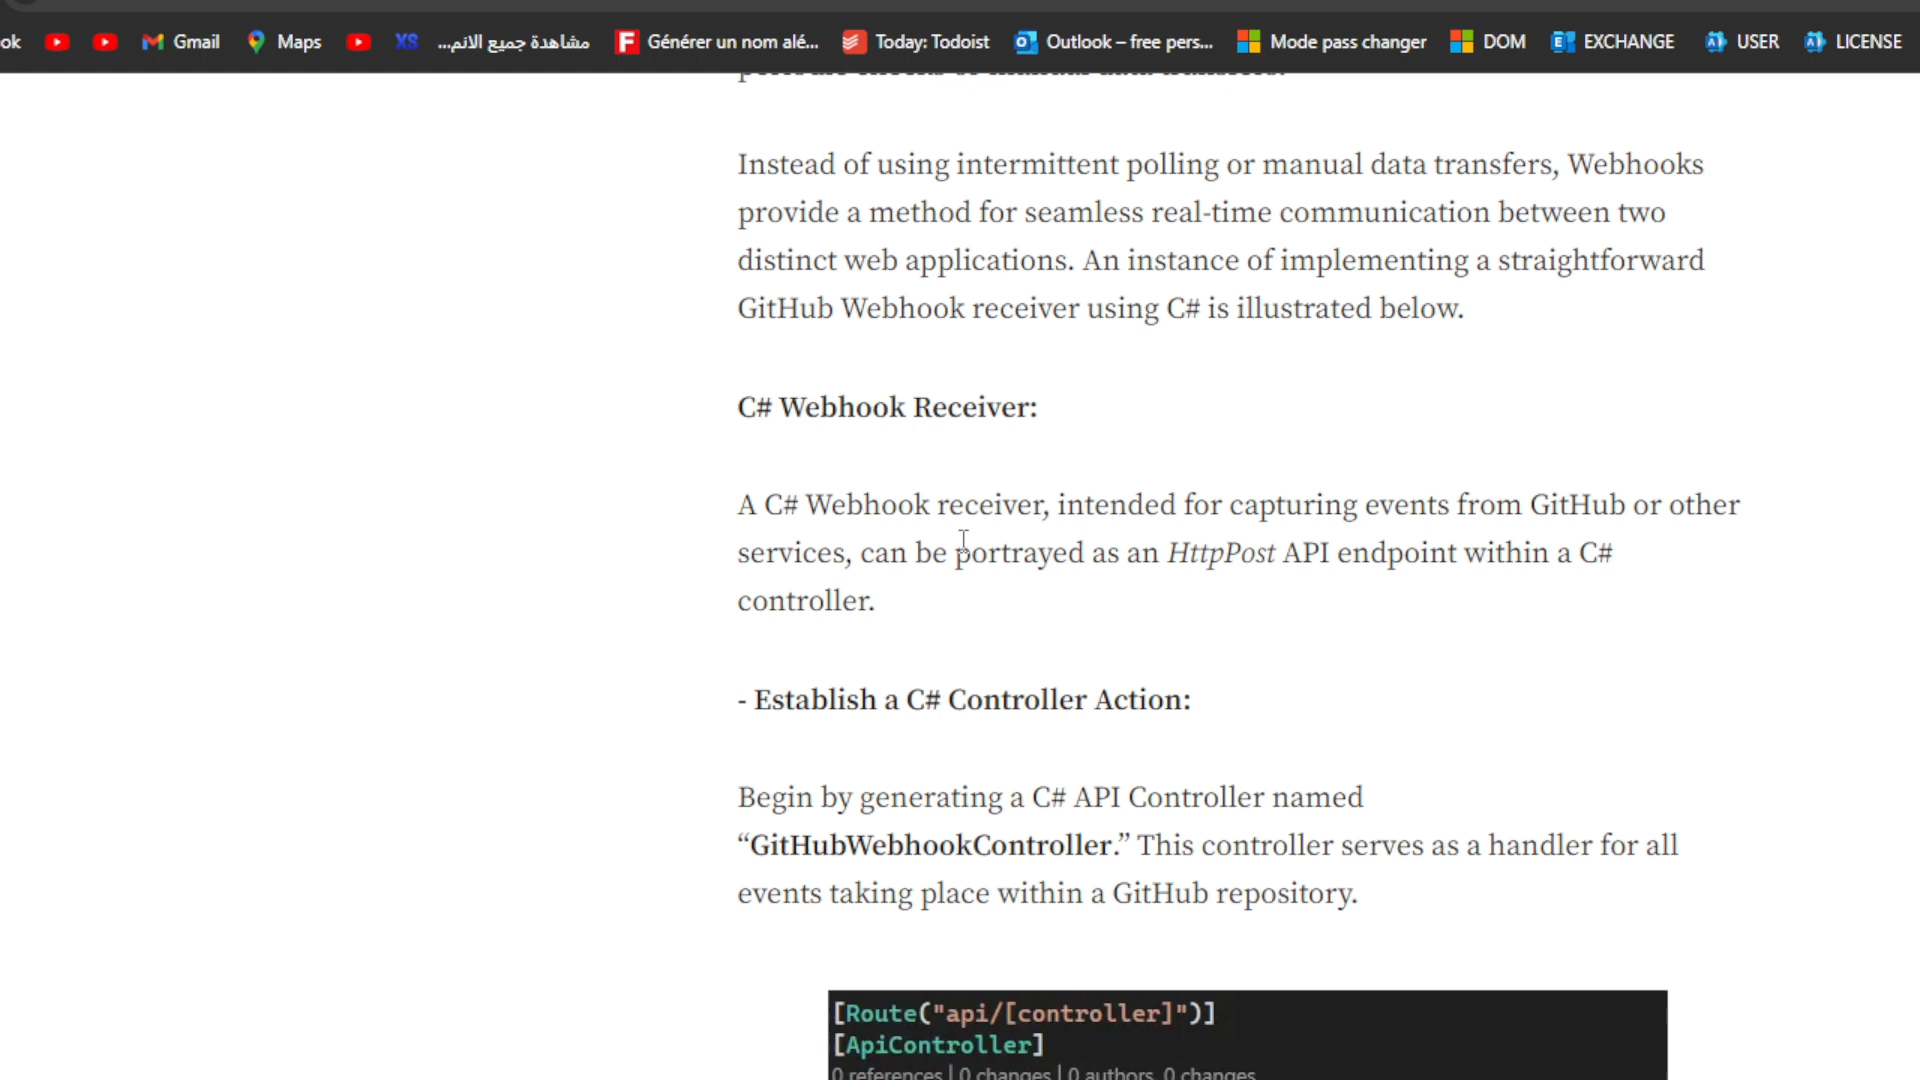 ok Gmail Maps XS مشاهدة جميع الانم... Générer un nom alé... Today: Todoist Outlook – free pers... Mode pass changer DOM EXCHANGE USER LICENSE
Instead of using intermittent polling or manual data transfers, Webhooks
provide a method for seamless real-time communication between two
distinct web applications. An instance of implementing a straightforward
GitHub Webhook receiver using C# is illustrated below.
C# Webhook Receiver:
A C# Webhook receiver, intended for capturing events from GitHub or other
services, can be portrayed as an HttpPost API endpoint within a C#
controller.
- Establish a C# Controller Action:
Begin by generating a C# API Controller named
“GitHubWebhookController.” This controller serves as a handler for all
events taking place within a GitHub repository.
[Route("api/[controller]")]
[ApiController]
0 references | 0 changes | 0 authors, 0 changes